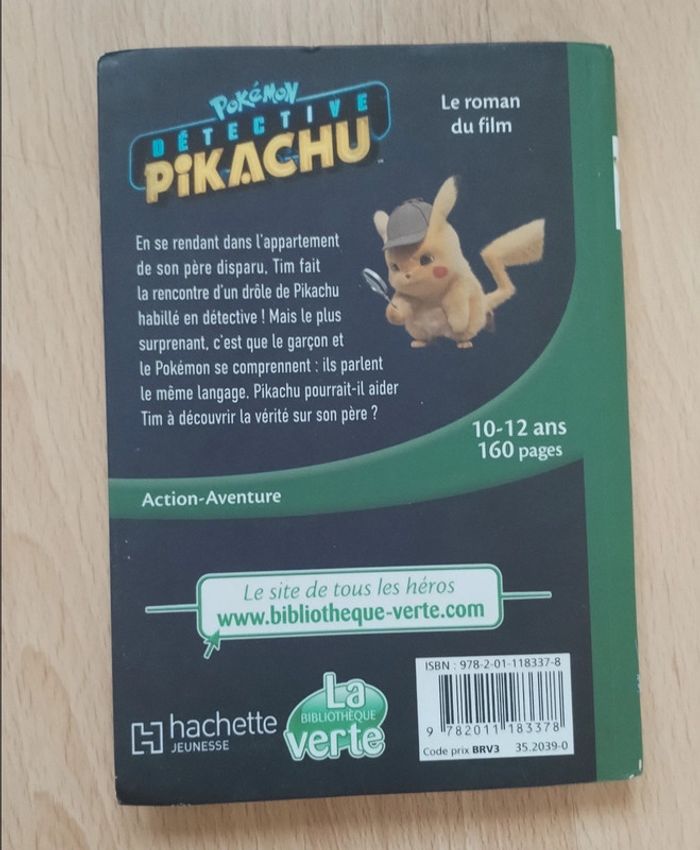 POKÉMON
DÉTECTIVE
PiKACHU
™
Le roman
du film
En se rendant dans l'appartement
de son père disparu, Tim fait
la rencontre d'un drôle de Pikachu
habillé en détective ! Mais le plus
surprenant, c'est que le garçon et
le Pokémon se comprennent : ils parlent
le même langage. Pikachu pourrait-il aider
Tim à découvrir la vérité sur son père ?
10-12 ans
160 pages
Action-Aventure
Le site de tous les héros
www.bibliotheque-verte.com
hachette
JEUNESSE
La
BIBLIOTHÈQUE
verte
ISBN : 978-2-01-118337-8
9 782011 183378
Code prix BRV3 35.2039-0